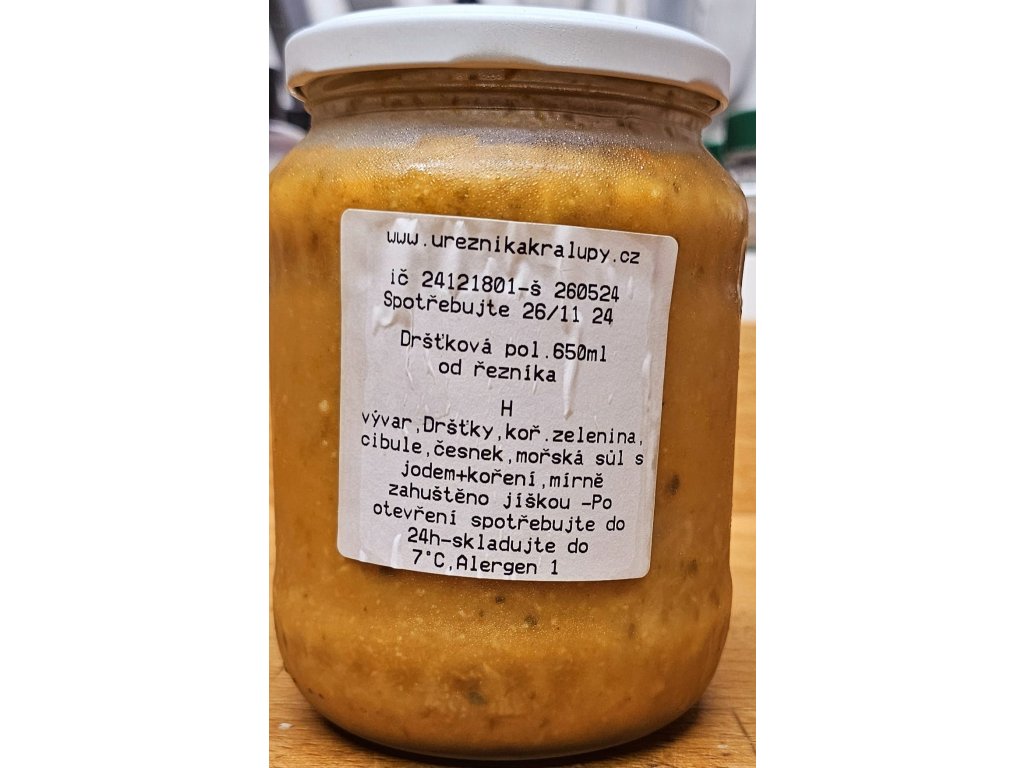 www.ureznikakralupy.cz
ič 24121801-š 260524
Spotřebujte 26/11 24
Dršťková pol.650ml
od řezníka
H
vývar,Dršťky,koř.zelenina,
cibule,česnek,mořská sůl s
jodem+koření,mírně
zahuštěno jíškou -Po
otevření spotřebujte do
24h-skladujte do
7°C,Alergen 1